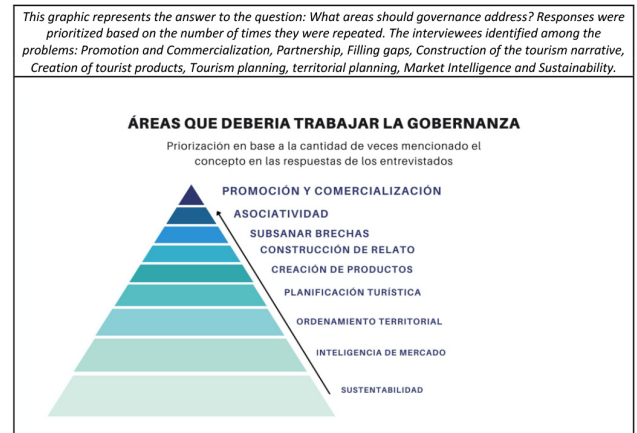 This graphic represents the answer to the question: What areas should governance address? Responses were
prioritized based on the number of times they were repeated. The interviewees identified among the
problems: Promotion and Commercialization, Partnership, Filling gaps, Construction of the tourism narrative,
Creation of tourist products, Tourism planning, territorial planning, Market Intelligence and Sustainability.
ÁREAS QUE DEBERIA TRABAJAR LA GOBERNANZA
Priorización en base a la cantidad de veces mencionado el
concepto en las respuestas de los entrevistados
PROMOCIÓN Y COMERCIALIZACIÓN
ASOCIATIVIDAD
SUBSANAR BRECHAS
CONSTRUCCIÓN DE RELATO
CREACIÓN DE PRODUCTOS
PLANIFICACIÓN TURÍSTICA
ORDENAMIENTO TERRITORIAL
INTELIGENCIA DE MERCADO
SUSTENTABILIDAD